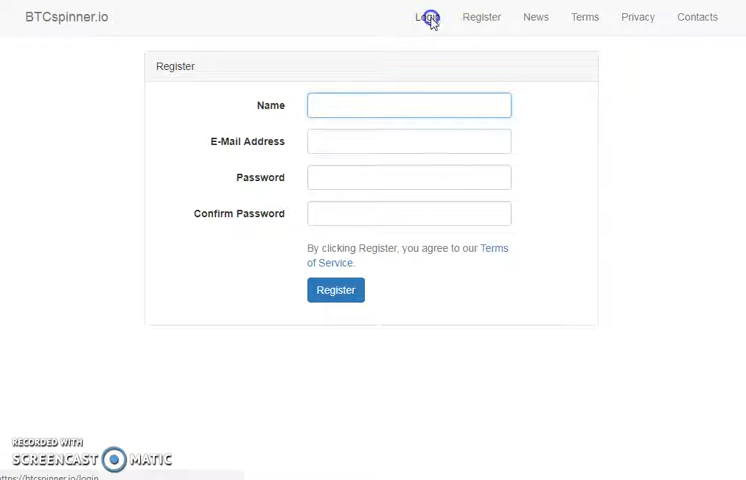 BTCspinner.io Login Register News Terms Privacy Contacts
Register
Name
E-Mail Address
Password
Confirm Password
By clicking Register, you agree to our Terms
of Service.
Register
RECORDED WITH
SCREENCAST MATIC
https://btcspinner.io/login